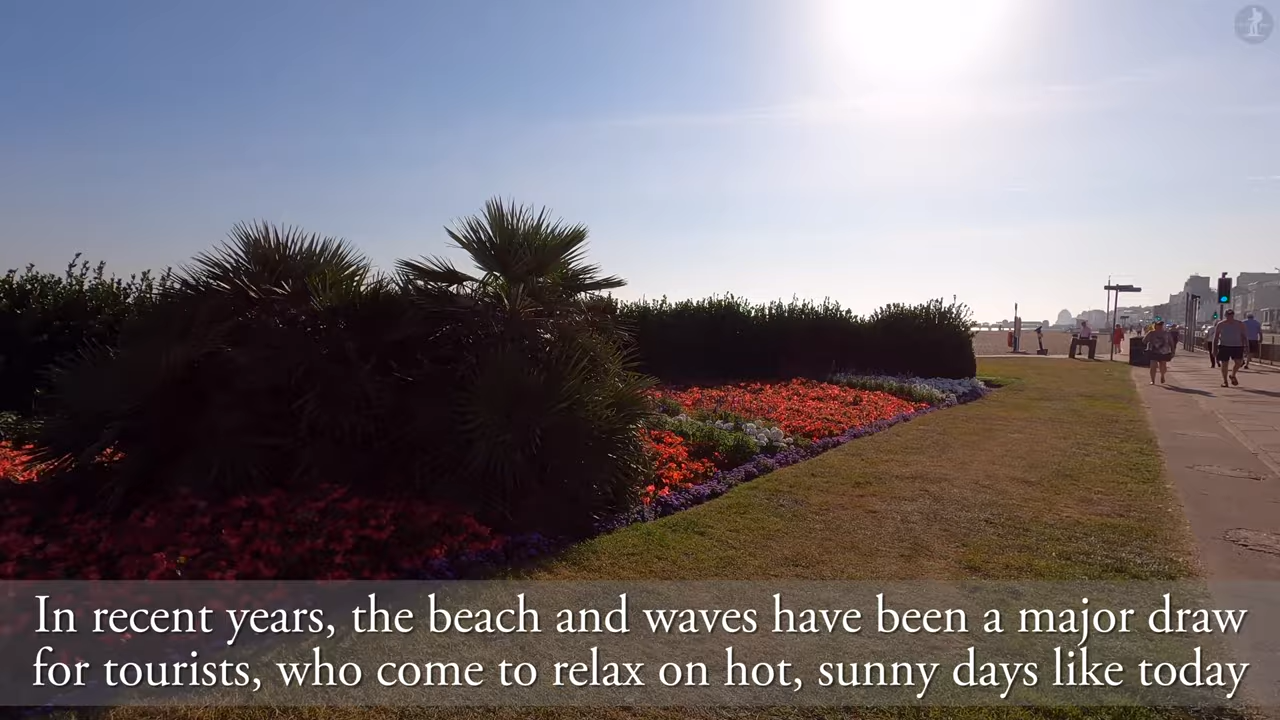 In recent years, the beach and waves have been a major draw
for tourists, who come to relax on hot, sunny days like today